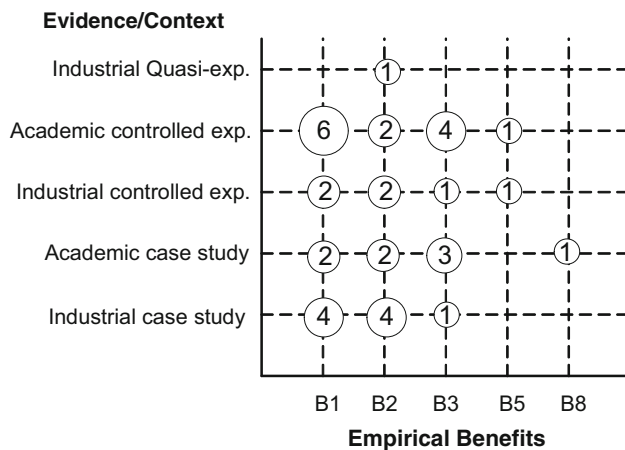 Evidence/Context
Industrial Quasi-exp. 1
Academic controlled exp. 6 2 4 1
Industrial controlled exp. 2 2 1 1
Academic case study 2 2 3 1
Industrial case study 4 4 1
B1 B2 B3 B5 B8
Empirical Benefits